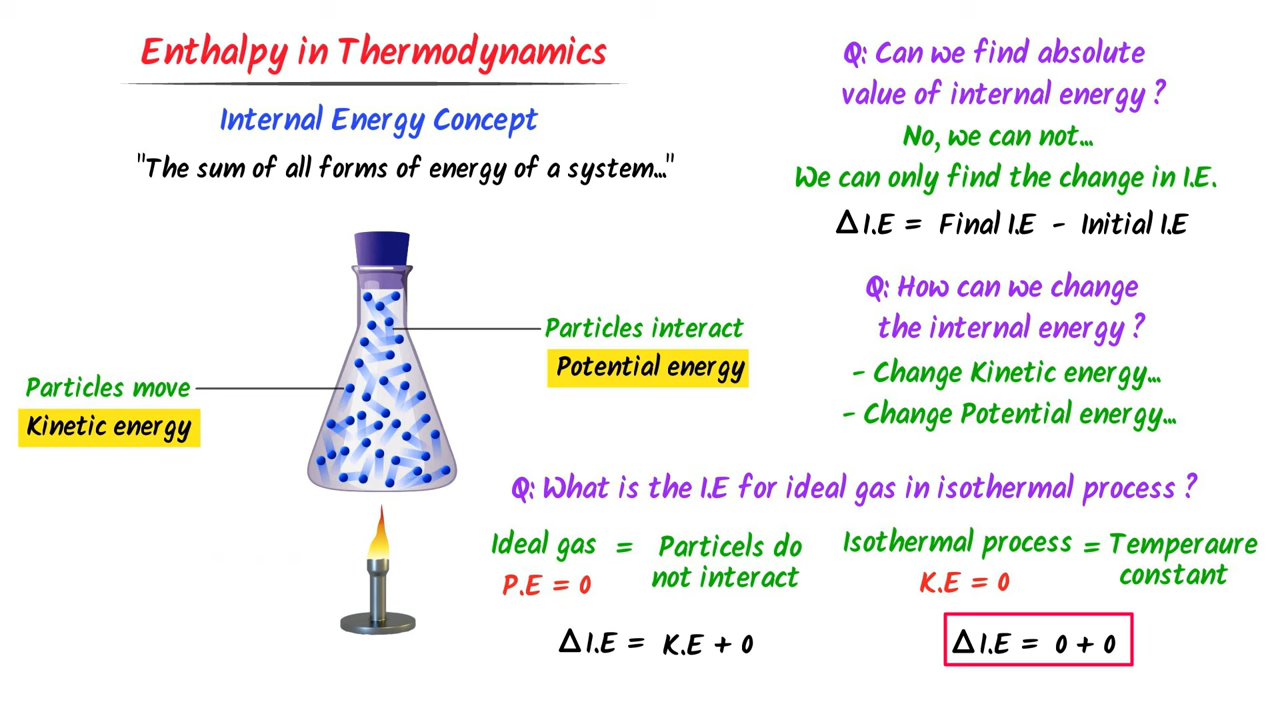 Enthalpy in Thermodynamics
Internal Energy Concept
"The sum of all forms of energy of a system..."
Particles interact
Potential energy
Particles move
Kinetic energy
Q: Can we find absolute
value of internal energy ?
No, we can not...
We can only find the change in I.E.
Δ I.E = Final I.E - Initial I.E
Q: How can we change
the internal energy ?
- Change Kinetic energy...
- Change Potential energy...
Q: What is the I.E for ideal gas in isothermal process ?
Ideal gas = Particels do
not interact
P.E = 0
Δ I.E = K.E + 0
Isothermal process = Temperaure
constant
K.E = 0
Δ I.E = 0 + 0